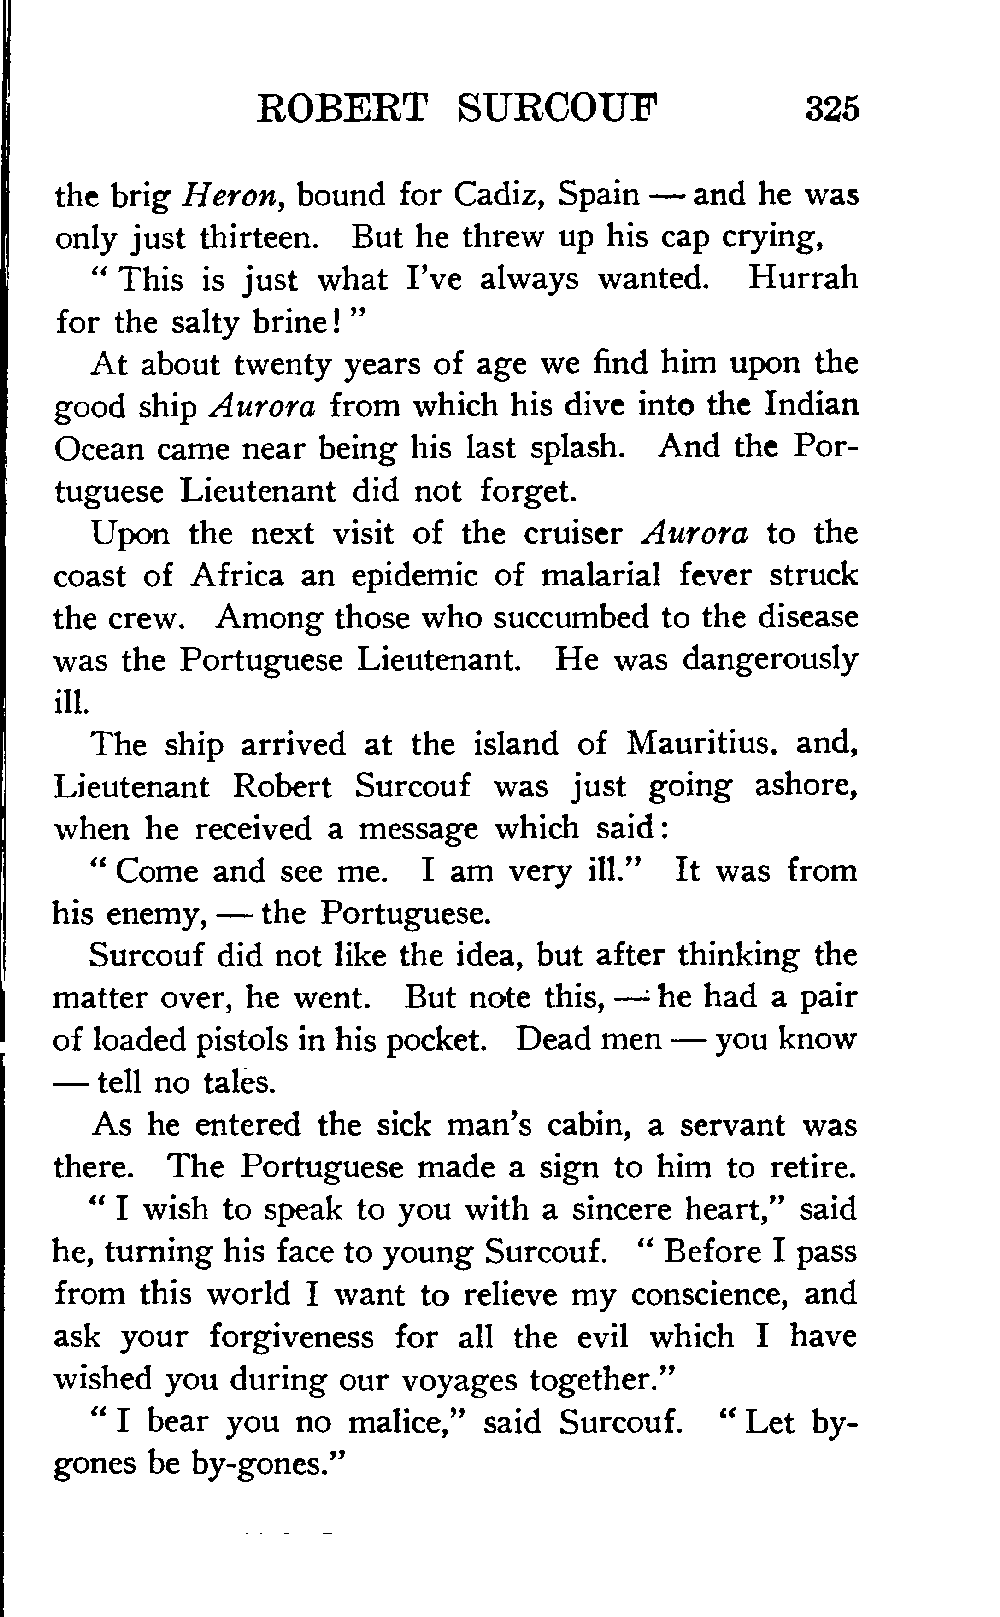 ROBERT SURCOUF 325
the brig Heron, bound for Cadiz, Spain — and he was
only just thirteen. But he threw up his cap crying,
“ This is just what I’ve always wanted. Hurrah
for the salty brine! ”
At about twenty years of age we find him upon the
good ship Aurora from which his dive into the Indian
Ocean came near being his last splash. And the Por-
tuguese Lieutenant did not forget.
Upon the next visit of the cruiser Aurora to the
coast of Africa an epidemic of malarial fever struck
the crew. Among those who succumbed to the disease
was the Portuguese Lieutenant. He was dangerously
ill.
The ship arrived at the island of Mauritius. and,
Lieutenant Robert Surcouf was just going ashore,
when he received a message which said:
“ Come and see me. I am very ill.” It was from
his enemy, — the Portuguese.
Surcouf did not like the idea, but after thinking the
matter over, he went. But note this, — he had a pair
of loaded pistols in his pocket. Dead men — you know
— tell no tales.
As he entered the sick man’s cabin, a servant was
there. The Portuguese made a sign to him to retire.
“ I wish to speak to you with a sincere heart,” said
he, turning his face to young Surcouf. “ Before I pass
from this world I want to relieve my conscience, and
ask your forgiveness for all the evil which I have
wished you during our voyages together.”
“ I bear you no malice,” said Surcouf. “ Let by-
gones be by-gones.”